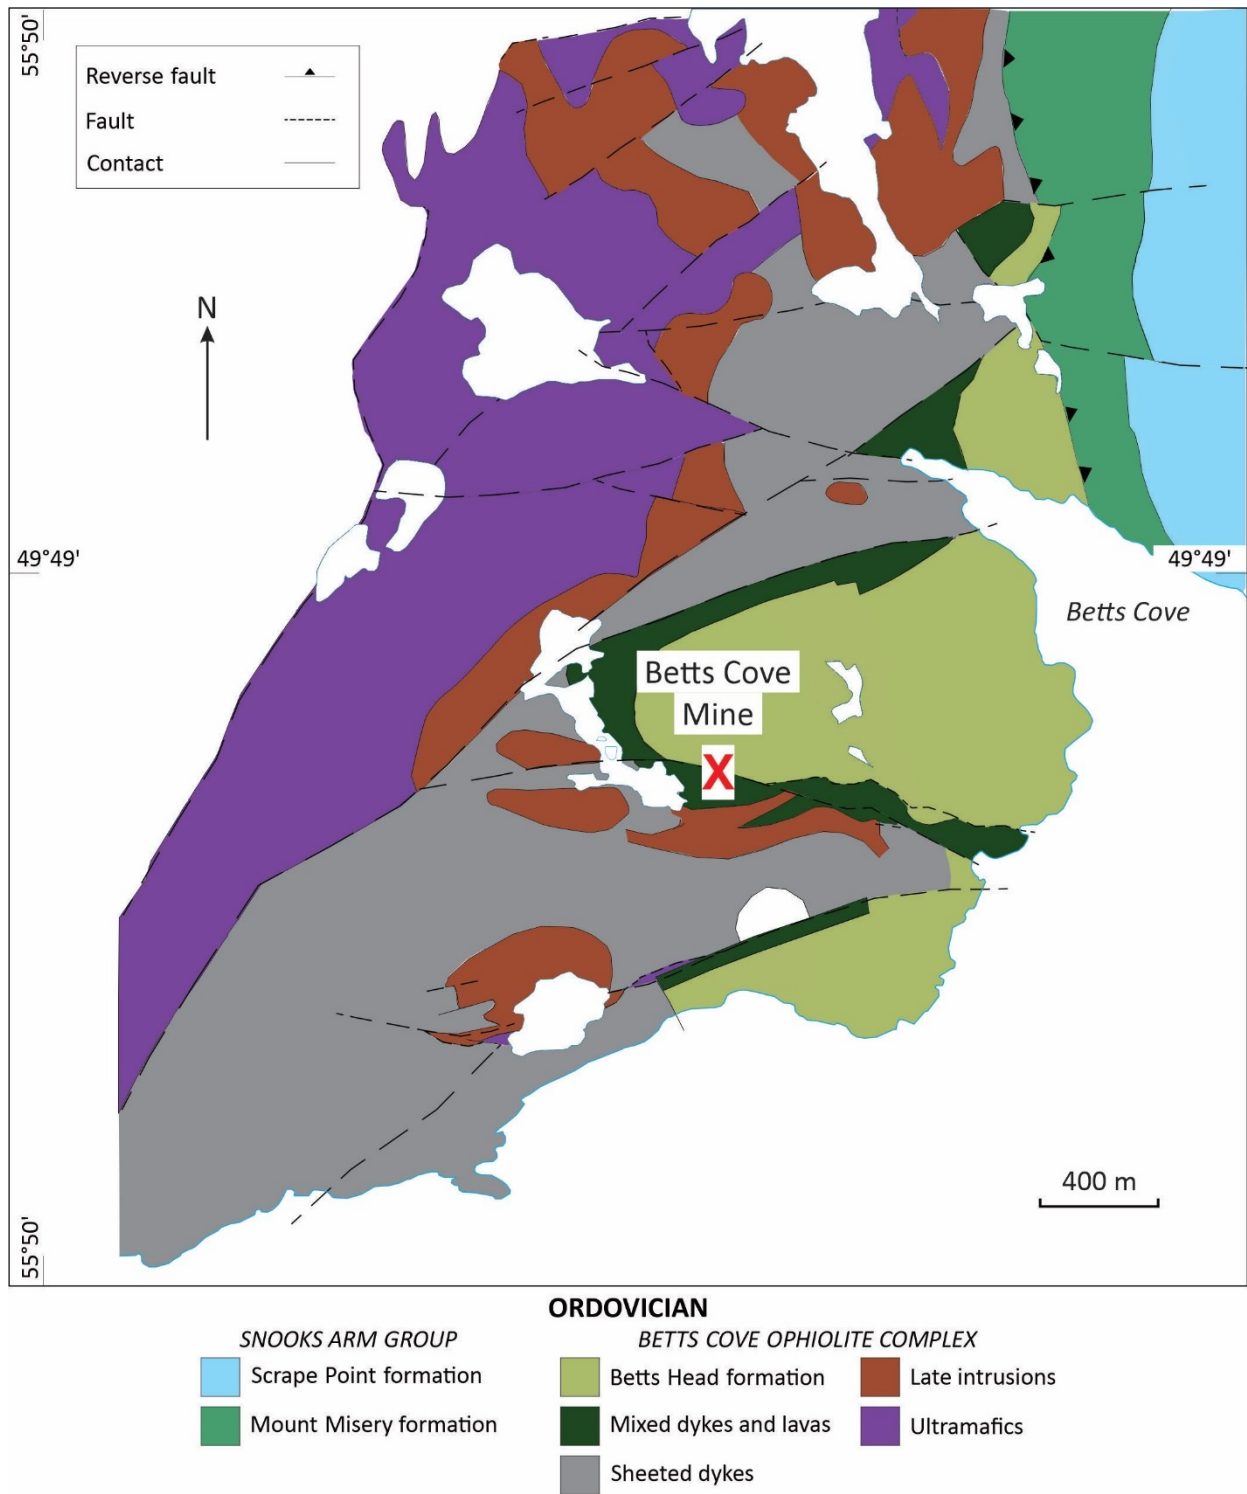 55°50'
Reverse fault
Fault
Contact
N
49°49'
49°49'
Betts Cove
Betts Cove
Mine
X
400 m
55°50'
ORDOVICIAN
SNOOKS ARM GROUP
BETTS COVE OPHIOLITE COMPLEX
Scrape Point formation
Betts Head formation
Late intrusions
Mount Misery formation
Mixed dykes and lavas
Ultramafics
Sheeted dykes